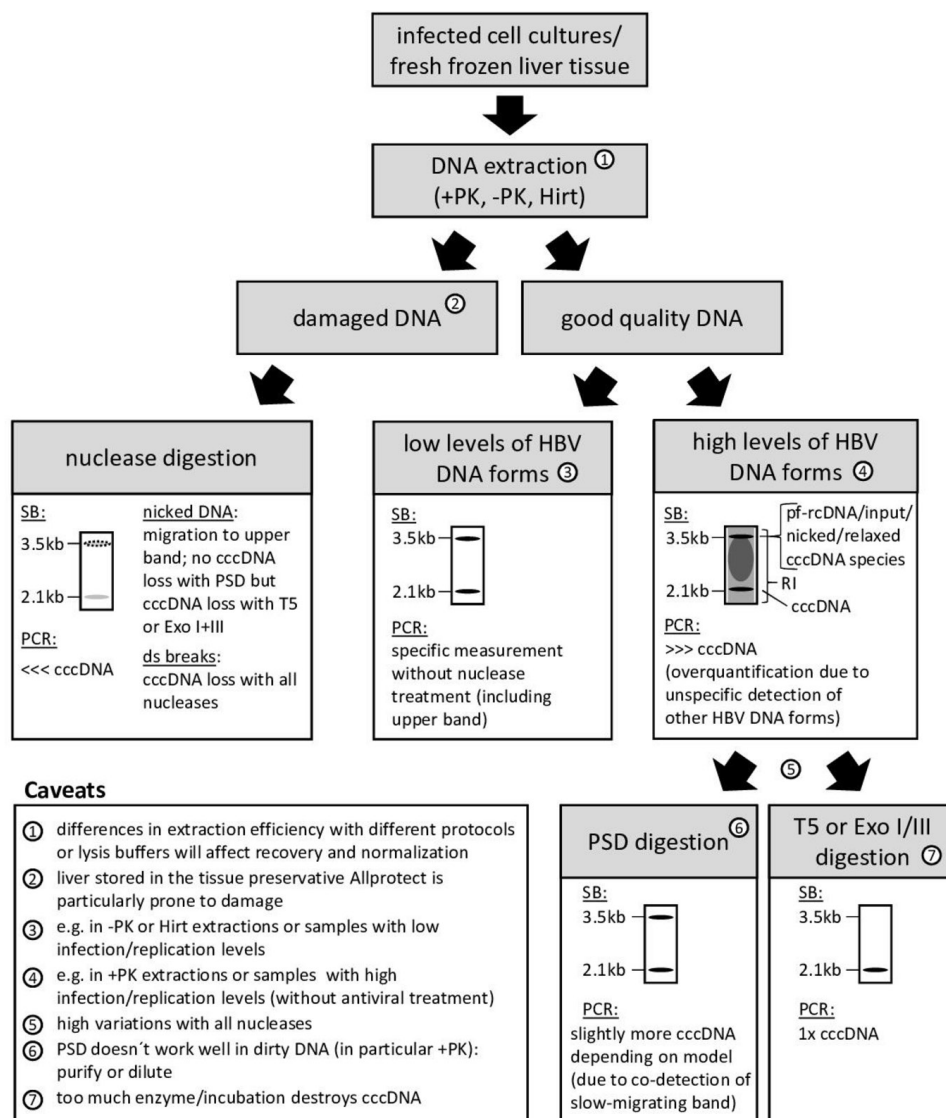 infected cell cultures/
fresh frozen liver tissue
DNA extraction ①
(+PK, -PK, Hirt)
damaged DNA ②
good quality DNA
nuclease digestion
SB:
3.5kb
2.1kb
PCR:
<<< cccDNA
nicked DNA:
migration to upper
band; no cccDNA
loss with PSD but
cccDNA loss with T5
or Exo I+III
ds breaks:
cccDNA loss with all
nucleases
low levels of HBV
DNA forms ③
SB:
3.5kb
2.1kb
PCR:
specific measurement
without nuclease
treatment (including
upper band)
high levels of HBV
DNA forms ④
SB:
3.5kb
2.1kb
pf-rcDNA/input/
nicked/relaxed
cccDNA species
RI
cccDNA
PCR:
>>> cccDNA
(overquantification due to
unspecific detection of
other HBV DNA forms)
⑤
PSD digestion ⑥
SB:
3.5kb
2.1kb
PCR:
slightly more cccDNA
depending on model
(due to co-detection of
slow-migrating band)
T5 or Exo I/III
digestion ⑦
SB:
3.5kb
2.1kb
PCR:
1x cccDNA
Caveats
① differences in extraction efficiency with different protocols
or lysis buffers will affect recovery and normalization
② liver stored in the tissue preservative Allprotect is
particularly prone to damage
③ e.g. in -PK or Hirt extractions or samples with low
infection/replication levels
④ e.g. in +PK extractions or samples with high
infection/replication levels (without antiviral treatment)
⑤ high variations with all nucleases
⑥ PSD doesn´t work well in dirty DNA (in particular +PK):
purify or dilute
⑦ too much enzyme/incubation destroys cccDNA